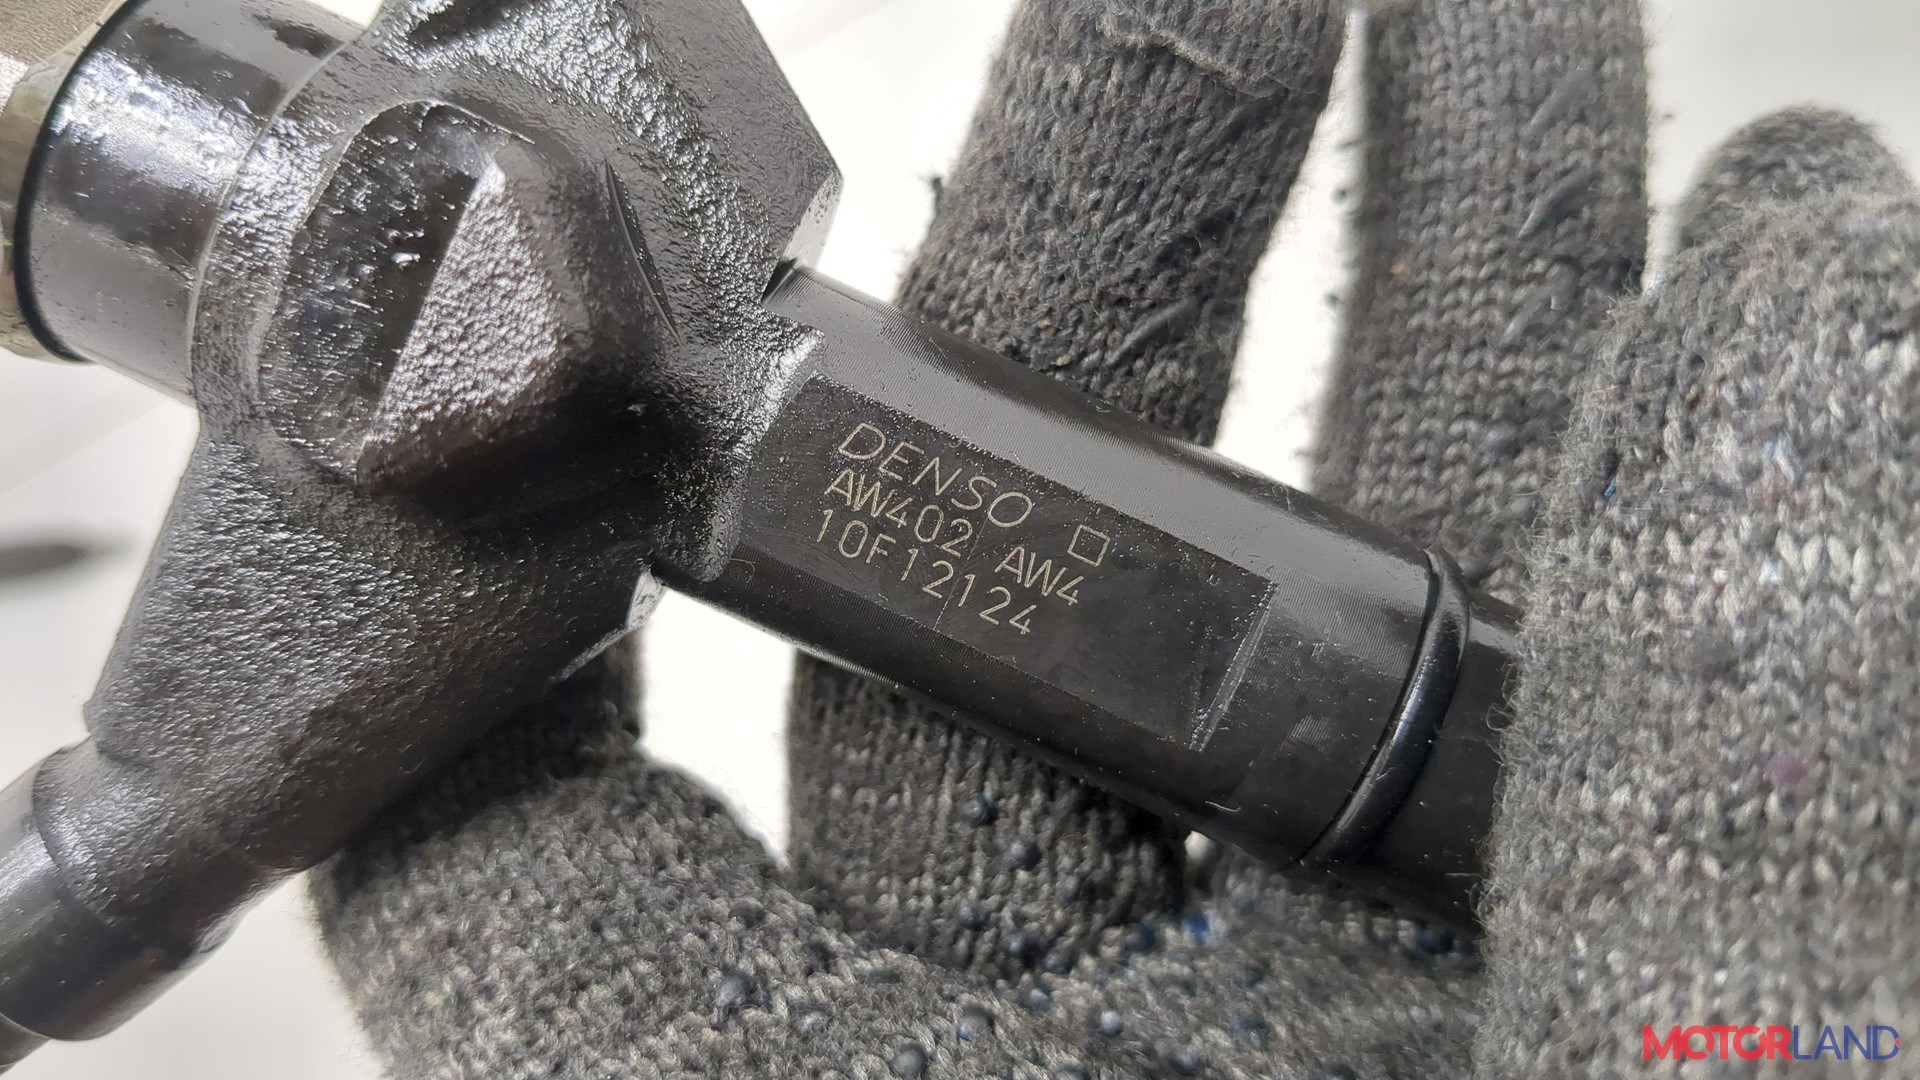 DENSO □
AW402 AW4
10F12124
MOTORLAND